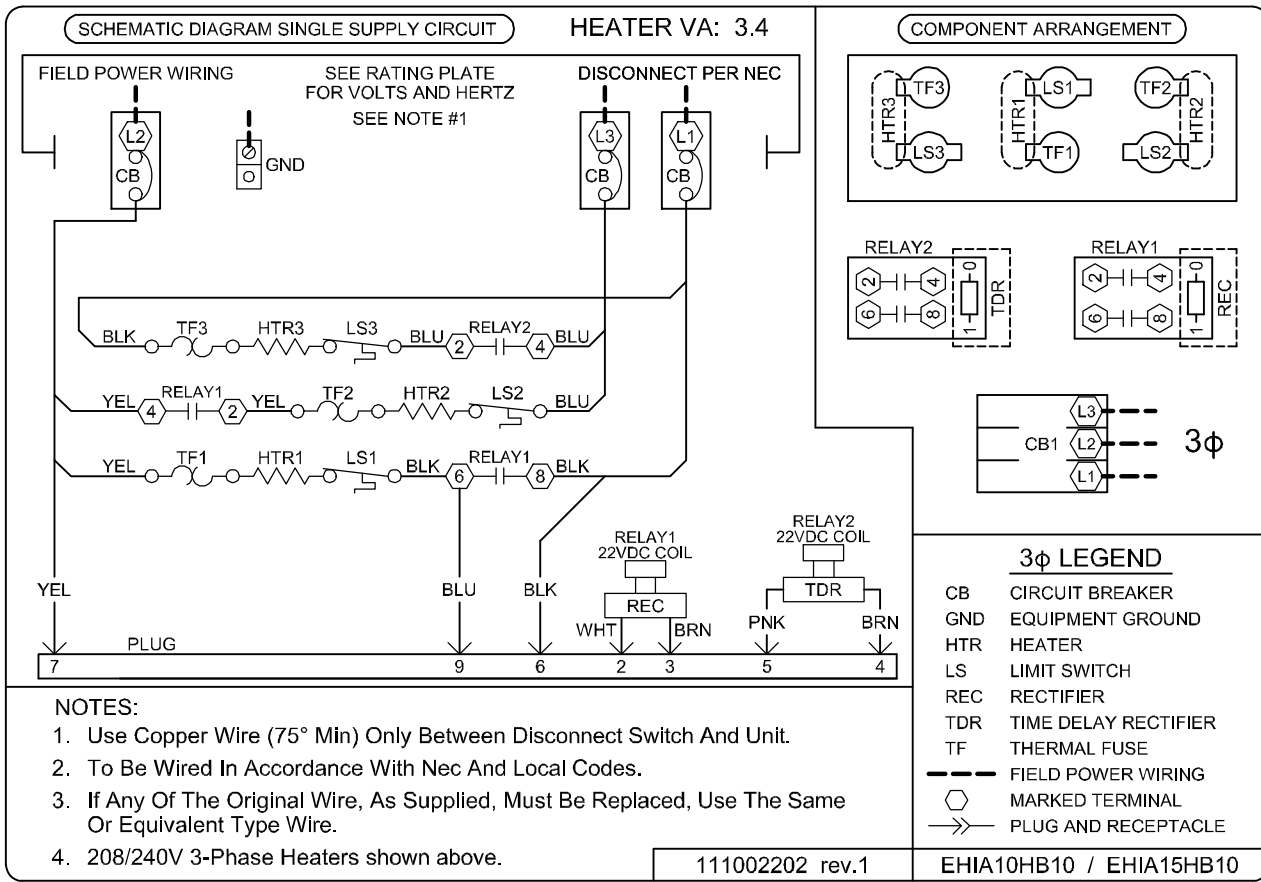 SCHEMATIC DIAGRAM SINGLE SUPPLY CIRCUIT
HEATER VA: 3.4
FIELD POWER WIRING
SEE RATING PLATE
FOR VOLTS AND HERTZ
SEE NOTE #1
DISCONNECT PER NEC
L2
CB
GND
L3
CB
L1
CB
BLK
TF3
HTR3
LS3
BLU
2
RELAY2
4
BLU
YEL
4
RELAY1
2
YEL
TF2
HTR2
LS2
BLU
YEL
TF1
HTR1
LS1
BLK
6
RELAY1
8
BLK
YEL
BLU
BLK
RELAY1
22VDC COIL
REC
WHT
BRN
RELAY2
22VDC COIL
TDR
PNK
BRN
PLUG
7
9
6
2
3
5
4
NOTES:
1. Use Copper Wire (75° Min) Only Between Disconnect Switch And Unit.
2. To Be Wired In Accordance With Nec And Local Codes.
3. If Any Of The Original Wire, As Supplied, Must Be Replaced, Use The Same
Or Equivalent Type Wire.
4. 208/240V 3-Phase Heaters shown above.
111002202 rev.1
COMPONENT ARRANGEMENT
HTR3
TF3
LS3
HTR1
LS1
TF1
TF2
HTR2
LS2
RELAY2
2
4
6
8
0
1
TDR
RELAY1
2
4
6
8
0
1
REC
CB1
L3
L2
L1
3ϕ
3ϕ LEGEND
CB CIRCUIT BREAKER
GND EQUIPMENT GROUND
HTR HEATER
LS LIMIT SWITCH
REC RECTIFIER
TDR TIME DELAY RECTIFIER
TF THERMAL FUSE
FIELD POWER WIRING
MARKED TERMINAL
PLUG AND RECEPTACLE
EHIA10HB10 / EHIA15HB10